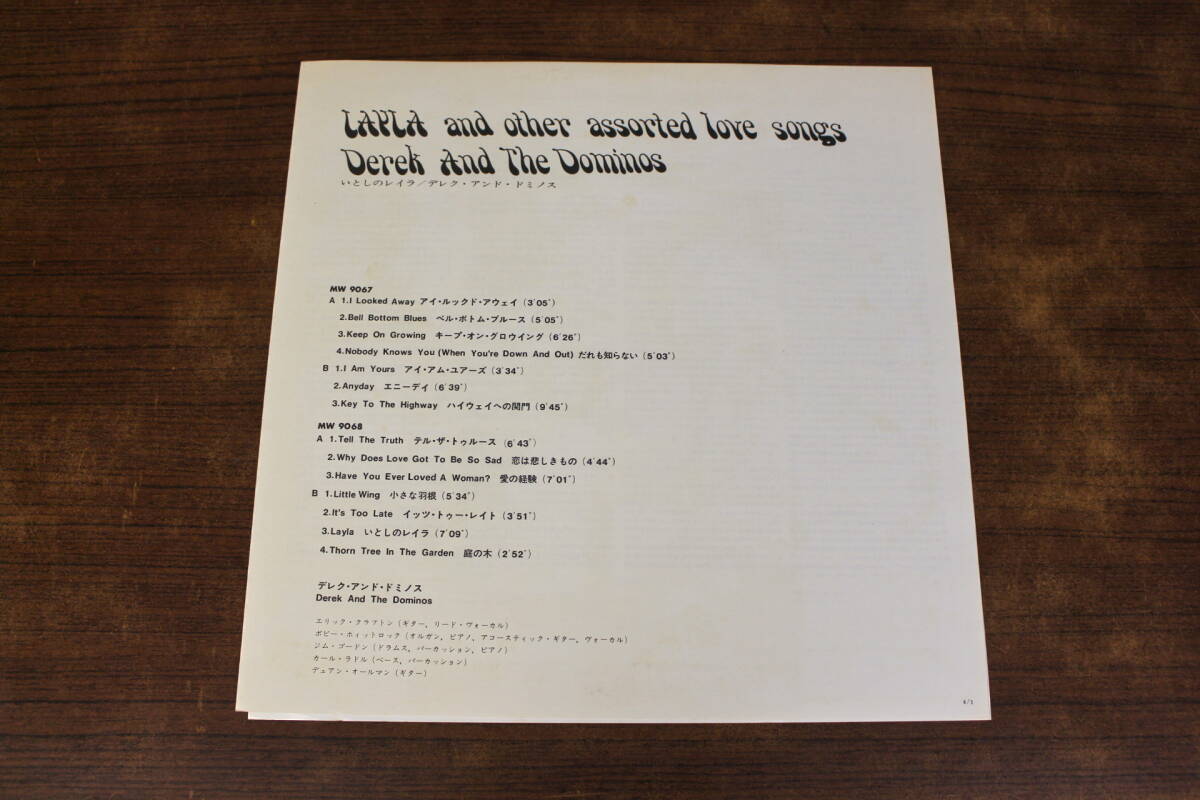 LAYLA and other assorted love songs
Derek And The Dominos
いとしのレイラ／デレク・アンド・ドミノス
MW 9067
A 1.I Looked Away アイ・ルックド・アウェイ (3'05")
2.Bell Bottom Blues ベル・ボトム・ブルース (5'05")
3.Keep On Growing キープ・オン・グロウイング (6'26")
4.Nobody Knows You (When You're Down And Out) だれも知らない (5'03")
B 1.I Am Yours アイ・アム・ユアーズ (3'34")
2.Anyday エニーデイ (6'39")
3.Key To The Highway ハイウェイへの関門 (9'45")
MW 9068
A 1.Tell The Truth テル・ザ・トゥルース (6'43")
2.Why Does Love Got To Be So Sad 恋は悲しきもの (4'44")
3.Have You Ever Loved A Woman? 愛の経験 (7'01")
B 1.Little Wing 小さな羽根 (5'34")
2.It's Too Late イッツ・トゥー・レイト (3'51")
3.Layla いとしのレイラ (7'09")
4.Thorn Tree In The Garden 庭の木 (2'52")
デレク・アンド・ドミノス
Derek And The Dominos
エリック・クラプトン (ギター, リード・ヴォーカル)
ボビー・ホィットロック (オルガン, ピアノ, アコースティック・ギター, ヴォーカル)
ジム・ゴードン (ドラムス, パーカッション, ピアノ)
カール・ラドル (ベース, パーカッション)
デュアン・オールマン (ギター)